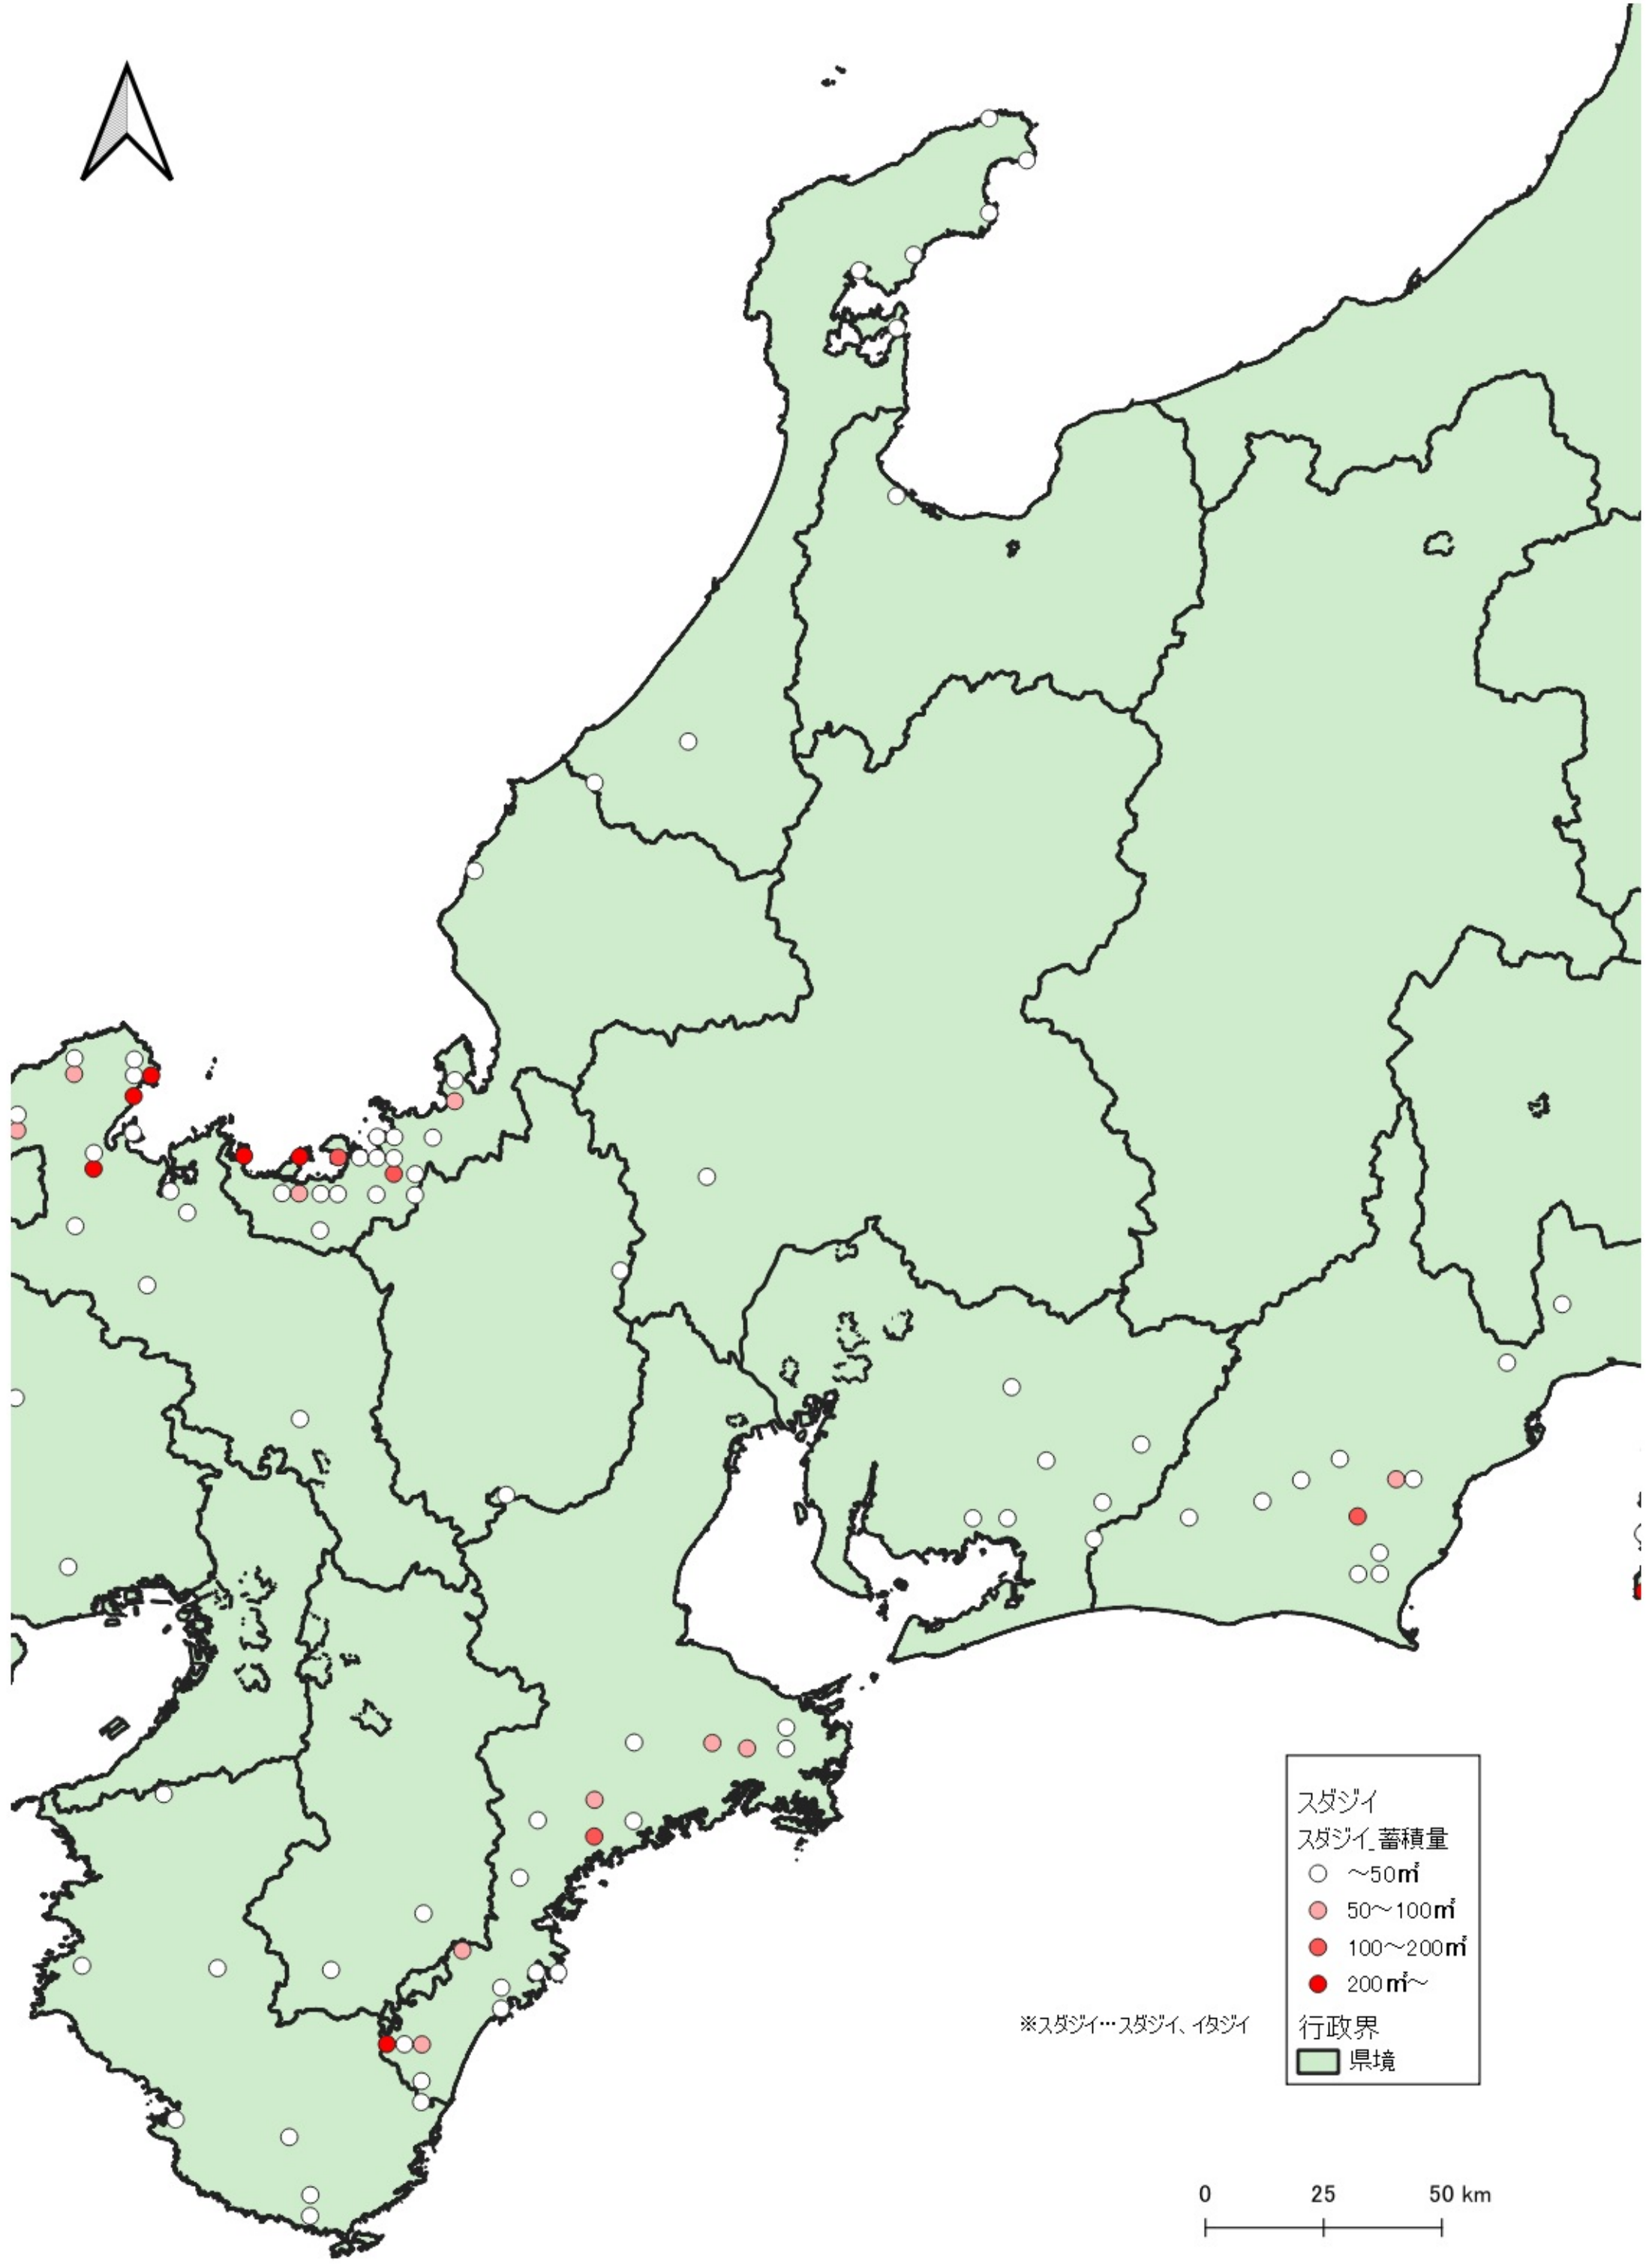 スダジイ
スダジイ_蓄積量
～50㎥
50～100㎥
100～200㎥
200㎥～
※スダジイ…スダジイ、イタジイ
行政界
県境
0 25 50 km